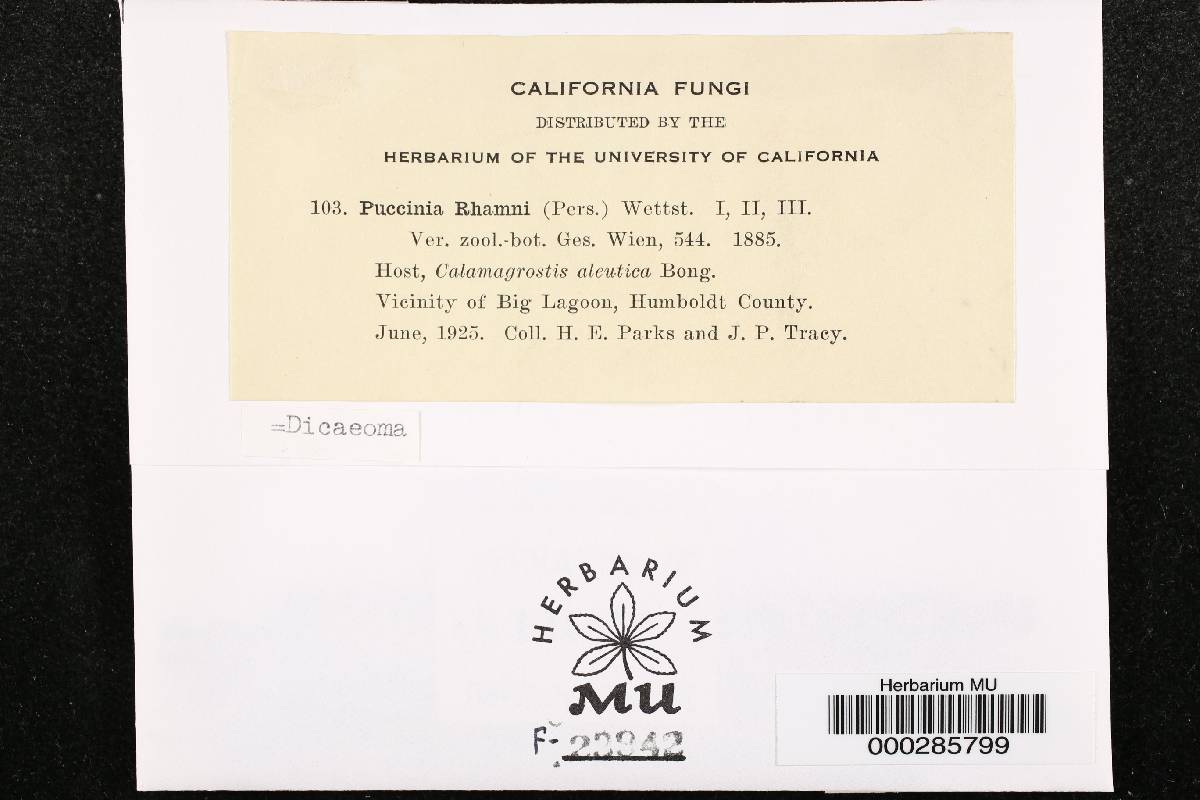 CALIFORNIA FUNGI
DISTRIBUTED BY THE
HERBARIUM OF THE UNIVERSITY OF CALIFORNIA
103. Puccinia Rhamni (Pers.) Wettst. I, II, III.
Ver. zool.-bot. Ges. Wien, 544. 1885.
Host, Calamagrostis aleutica Bong.
Vicinity of Big Lagoon, Humboldt County.
June, 1925. Coll. H. E. Parks and J. P. Tracy.
=Dicaeoma
HERBARIUM
MU
F- 23942
Herbarium MU
000285799